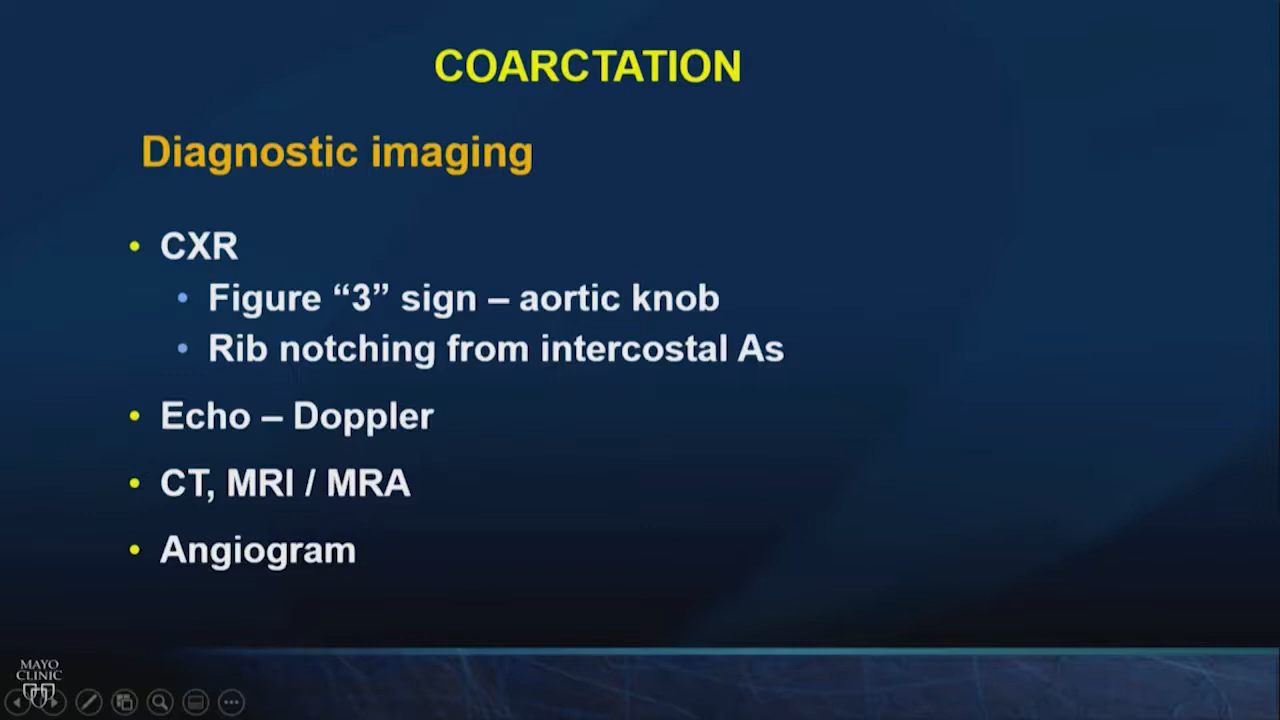 COARCTATION
Diagnostic imaging
• CXR
• Figure “3” sign – aortic knob
• Rib notching from intercostal As
• Echo – Doppler
• CT, MRI / MRA
• Angiogram
MAYO
CLINIC